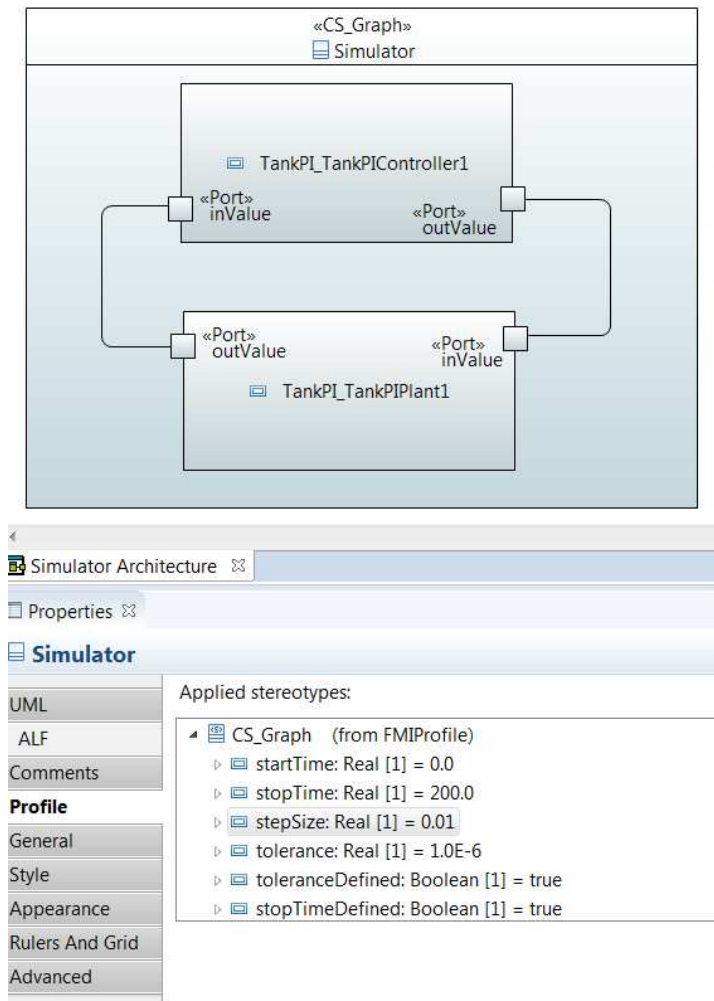 «CS_Graph»
Simulator
TankPI_TankPIController1
«Port»
inValue
«Port»
outValue
«Port»
outValue
«Port»
inValue
TankPI_TankPIPlant1
Simulator Architecture
Properties
Simulator
UML
ALF
Comments
Profile
General
Style
Appearance
Rulers And Grid
Advanced
Applied stereotypes:
CS_Graph (from FMIProfile)
startTime: Real [1] = 0.0
stopTime: Real [1] = 200.0
stepSize: Real [1] = 0.01
tolerance: Real [1] = 1.0E-6
toleranceDefined: Boolean [1] = true
stopTimeDefined: Boolean [1] = true